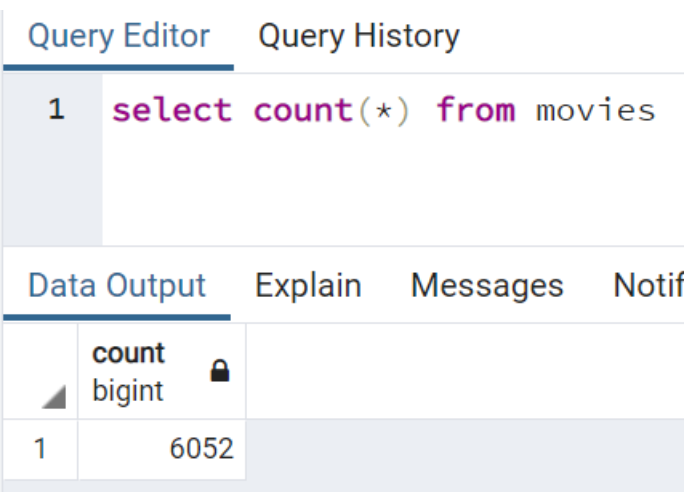 Query Editor Query History
1 select count(*) from movies
Data Output Explain Messages Notif
count
bigint
1 6052